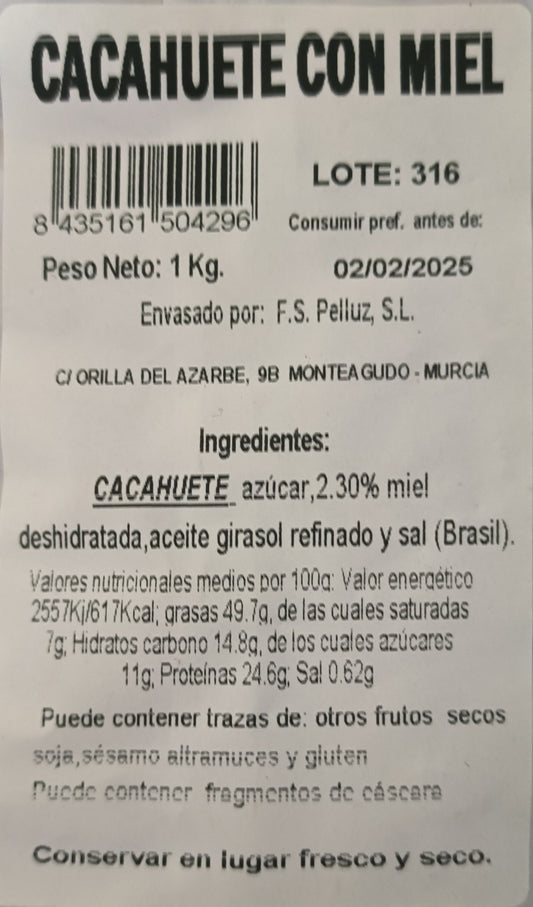 CACAHUETE CON MIEL
LOTE: 316
8 435161 504296
Consumir pref. antes de:
Peso Neto: 1 Kg.
02/02/2025
Envasado por: F.S. Pelluz, S.L.
C/ ORILLA DEL AZARBE, 9B MONTEAGUDO - MURCIA
Ingredientes:
CACAHUETE azúcar,2.30% miel
deshidratada,aceite girasol refinado y sal (Brasil).
Valores nutricionales medios por 100g: Valor energético
2557Kj/617Kcal; grasas 49.7g, de las cuales saturadas
7g; Hidratos carbono 14.8g, de los cuales azúcares
11g; Proteínas 24.6g; Sal 0.62g
Puede contener trazas de: otros frutos secos
soja,sésamo altramuces y gluten
Puede contener fragmentos de cáscara
Conservar en lugar fresco y seco.